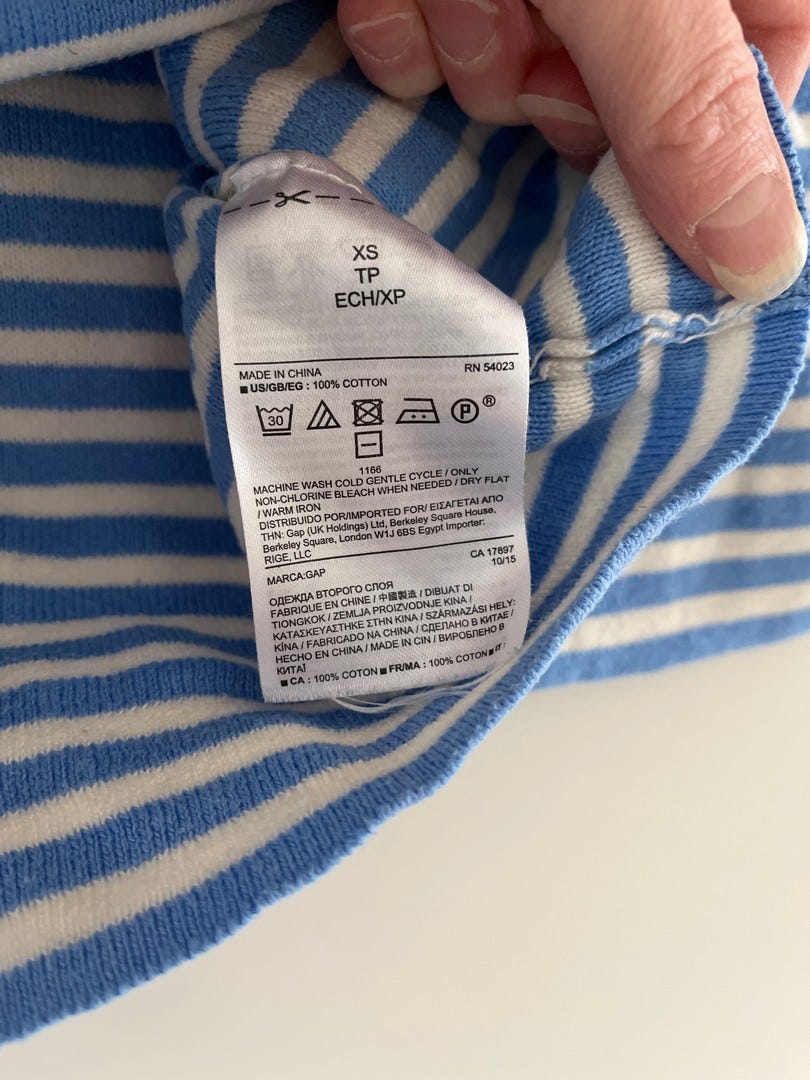 XS
TP
ECH/XP
MADE IN CHINA RN 54023
■ US/GB/EG : 100% COTTON
30 P ®
1166
MACHINE WASH COLD GENTLE CYCLE / ONLY
NON-CHLORINE BLEACH WHEN NEEDED / DRY FLAT
/ WARM IRON
DISTRIBUIDO POR/IMPORTED FOR/ ΕΙΣΑΓΕΤΑΙ ΑΠΟ
ΤΗΝ: Gap (UK Holdings) Ltd, Berkeley Square House,
Berkeley Square, London W1J 6BS Egypt Importer:
RIGE, LLC
MARCA:GAP CA 17897
10/15
ОДЕЖДА ВТОРОГО СЛОЯ
FABRIQUÉ EN CHINE / 中國製造 / DIBUAT DI
TIONGKOK / ZEMLJA PROIZVODNJE KINA /
ΚΑΤΑΣΚΕΥΑΣΤΗΚΕ ΣΤΗΝ ΚΙΝΑ / SZÁRMAZÁSI HELY:
KÍNA / FABRICADO NA CHINA / СДЕЛАНО В КИТАЕ /
HECHO EN CHINA / MADE IN CIN / ВИРОБЛЕНО В
КИТАЇ
■ CA : 100% COTON ■ FR/MA : 100% COTON ■ IT :